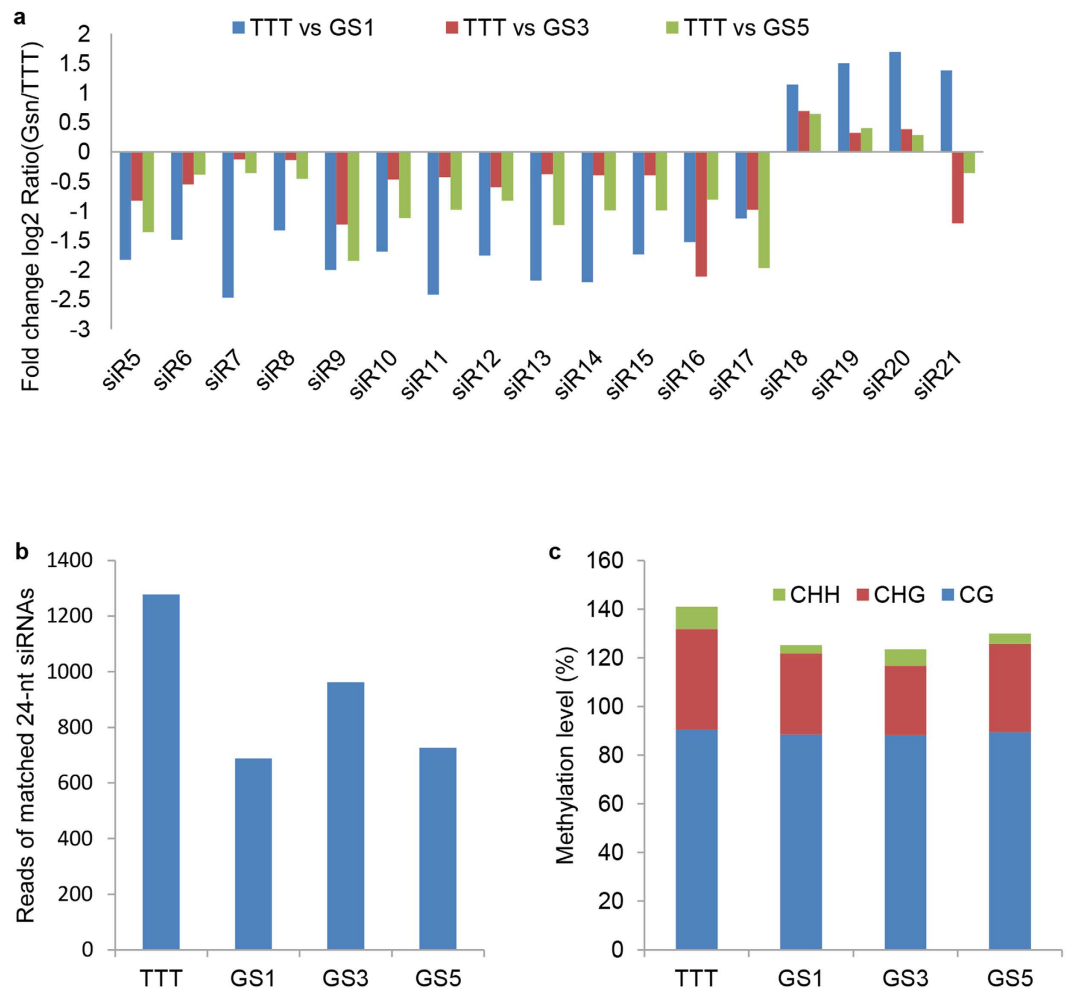 a
TTT vs GS1 TTT vs GS3 TTT vs GS5
Fold change log2 Ratio(Gsn/TTT)
2
1.5
1
0.5
0
-0.5
-1
-1.5
-2
-2.5
-3
siR5 siR6 siR7 siR8 siR9 siR10 siR11 siR12 siR13 siR14 siR15 siR16 siR17 siR18 siR19 siR20 siR21
b
Reads of matched 24-nt siRNAs
1400
1200
1000
800
600
400
200
0
TTT GS1 GS3 GS5
c
CHH CHG CG
Methylation level (%)
160
140
120
100
80
60
40
20
0
TTT GS1 GS3 GS5